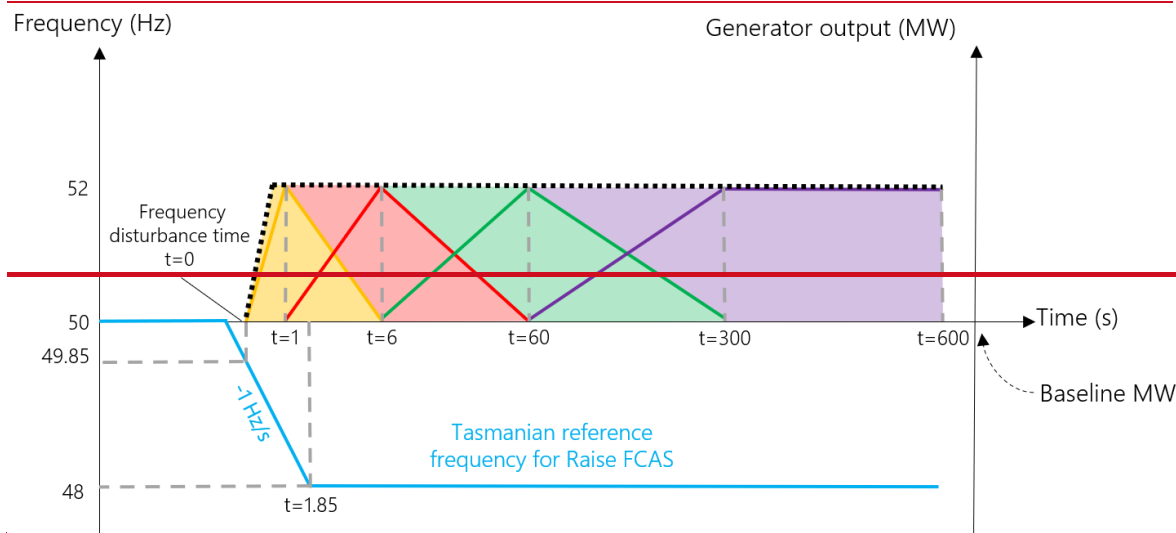 Frequency (Hz)
Generator output (MW)
52
Frequency
disturbance time
t=0
50
Time (s)
t=1
t=6
t=60
t=300
t=600
49.85
-1 Hz/s
Baseline MW
Tasmanian reference
frequency for Raise FCAS
48
t=1.85